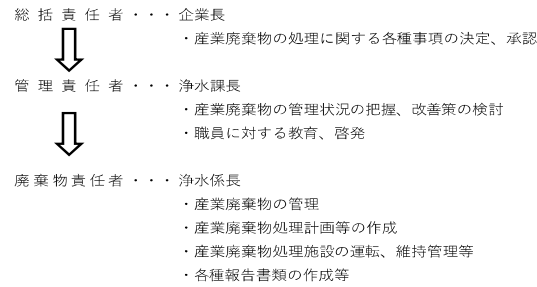 総括責任者・・・企業長
・産業廃棄物の処理に関する各種事項の決定、承認
管理責任者・・・浄水課長
・産業廃棄物の管理状況の把握、改善策の検討
・職員に対する教育、啓発
廃棄物責任者・・・浄水係長
・産業廃棄物の管理
・産業廃棄物処理計画等の作成
・産業廃棄物処理施設の運転、維持管理等
・各種報告書類の作成等